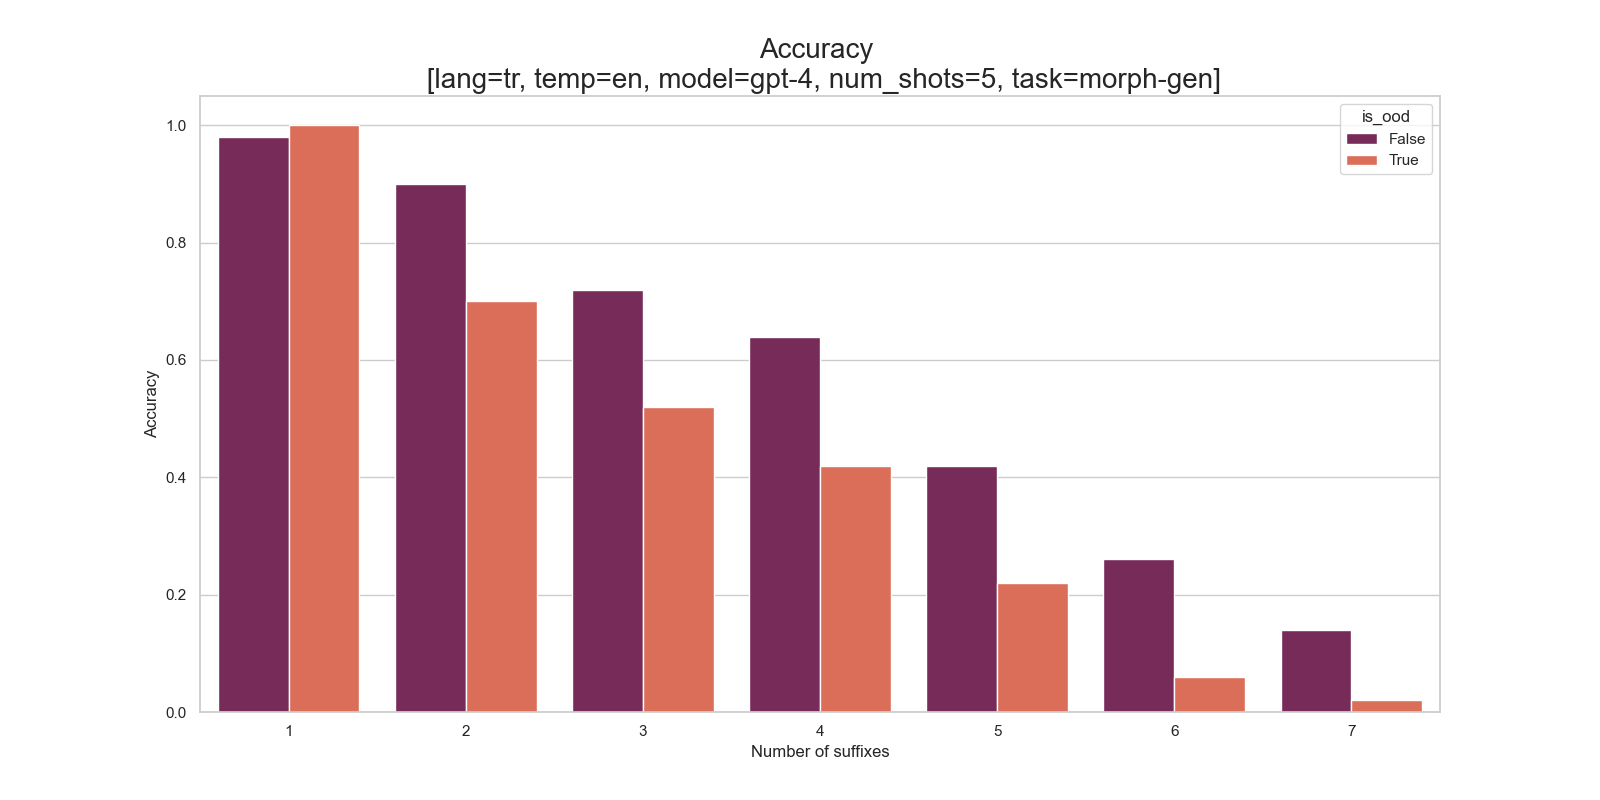 Accuracy
[lang=tr, temp=en, model=gpt-4, num_shots=5, task=morph-gen]
is_ood
False
True
1.0
0.8
0.6
0.4
0.2
0.0
Accuracy
1 2 3 4 5 6 7
Number of suffixes